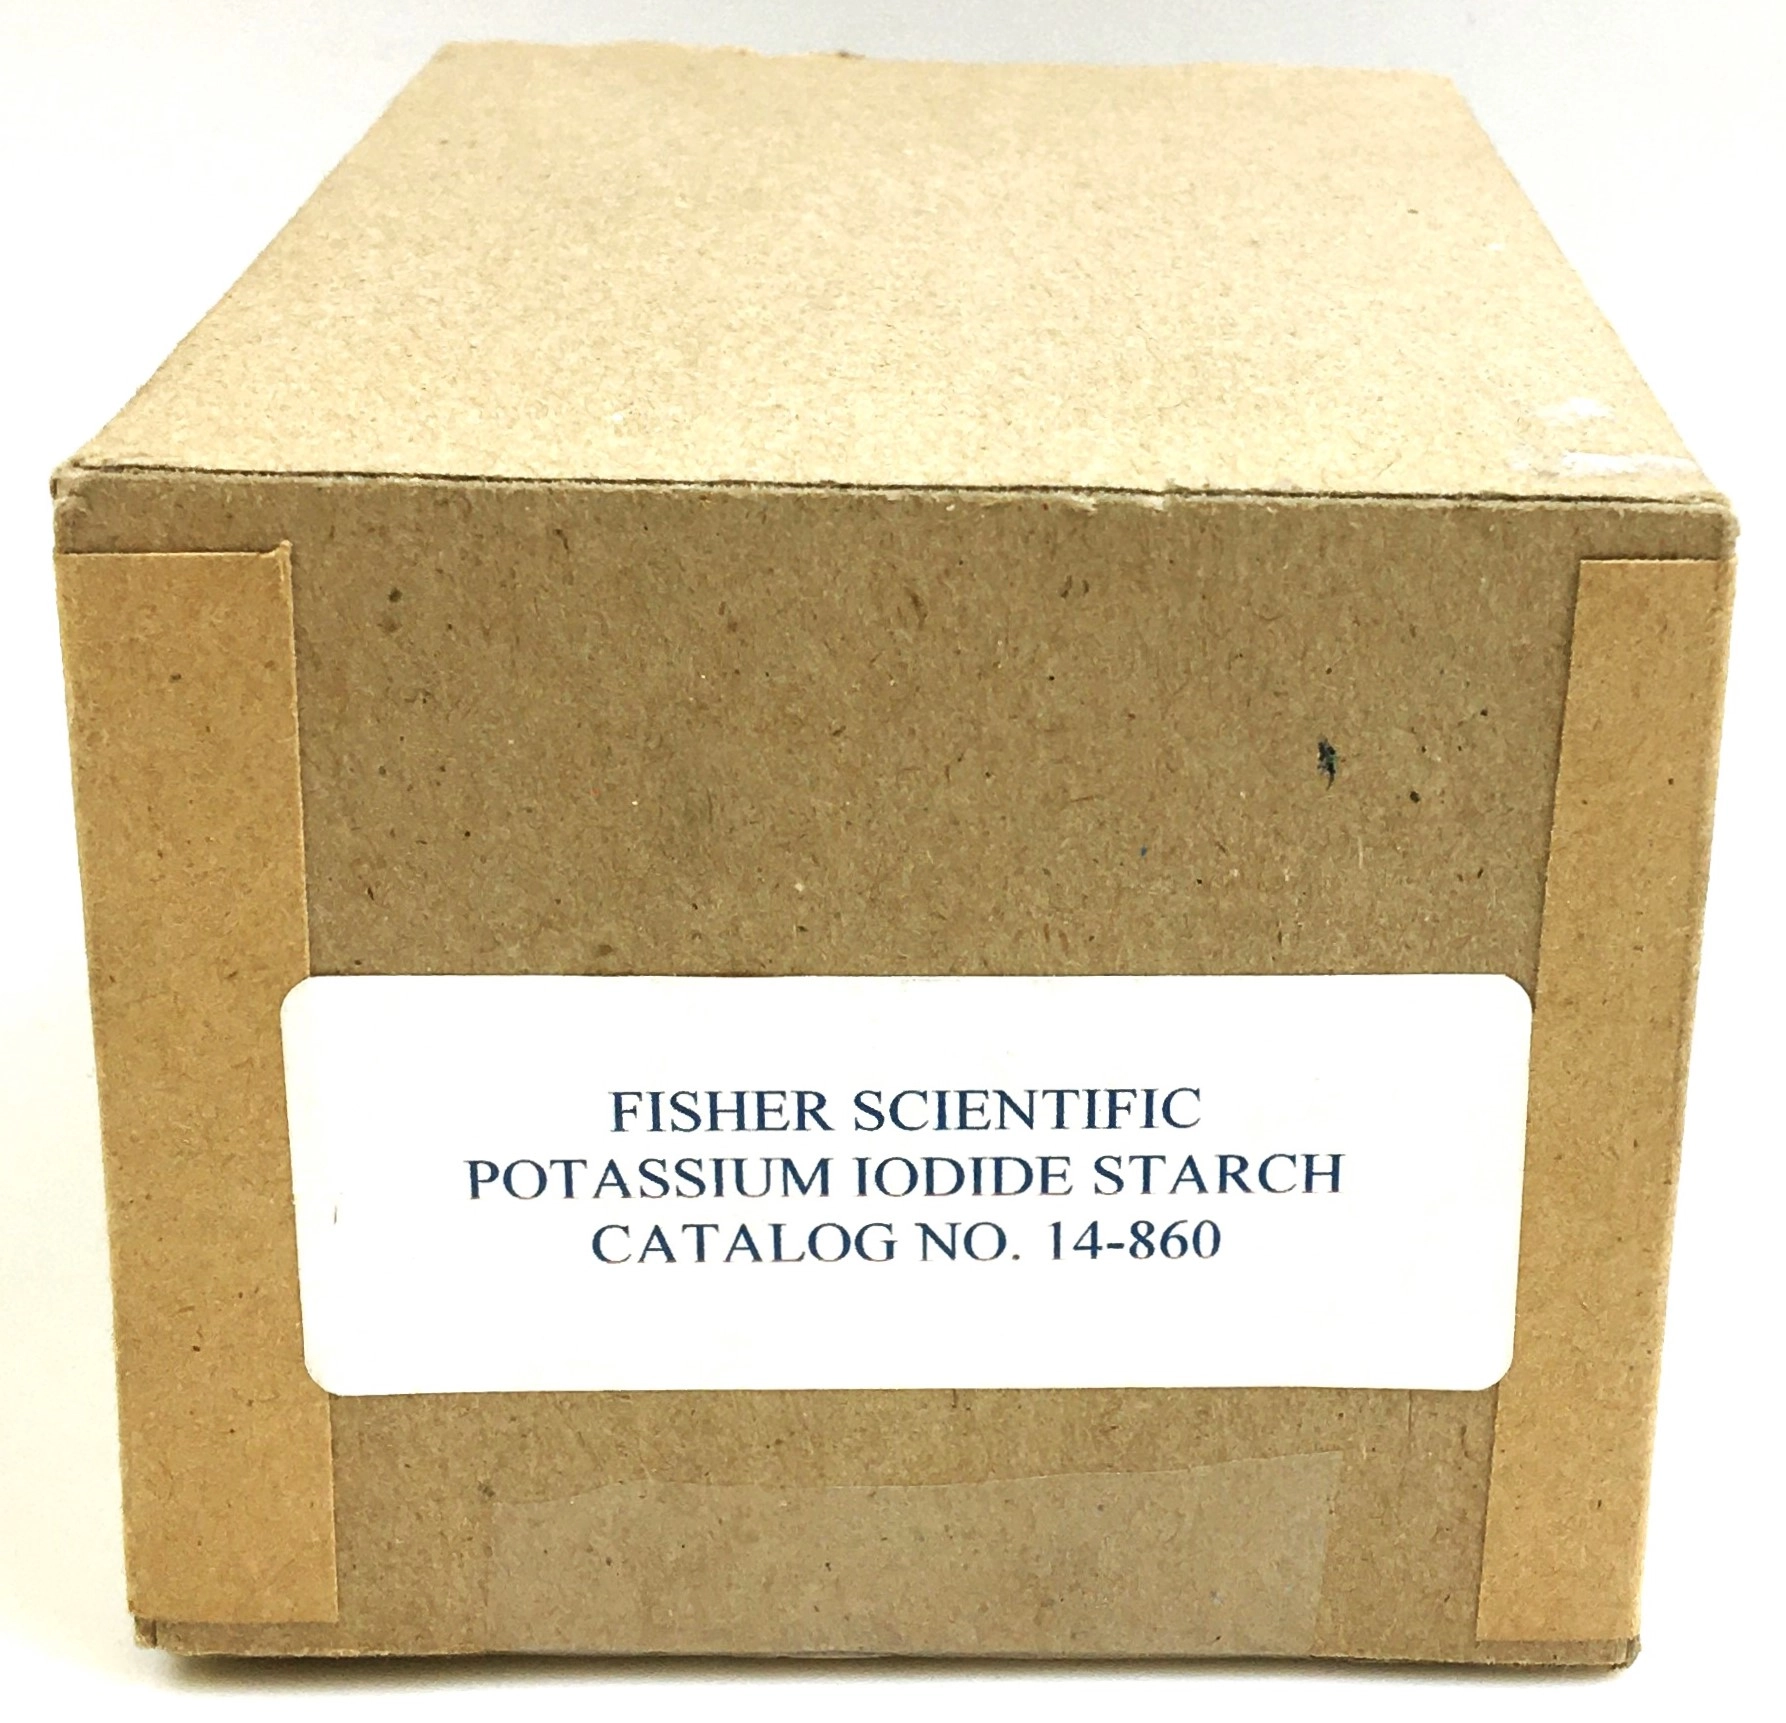 FISHER SCIENTIFIC
POTASSIUM IODIDE STARCH
CATALOG NO. 14-860